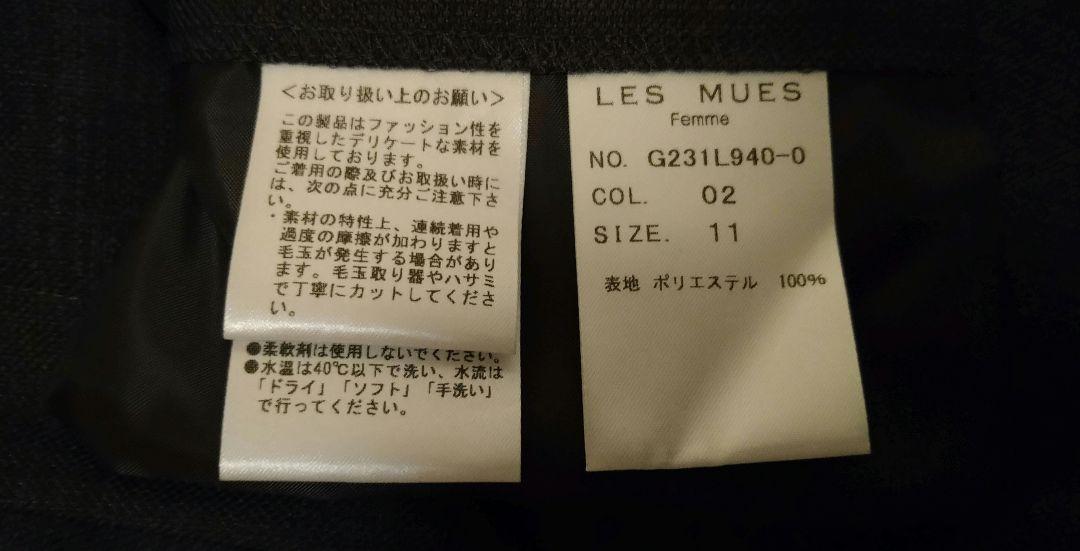 ＜お取り扱い上のお願い＞
この製品はファッション性を
重視したデリケートな素材を
使用しております。
ご着用の際及びお取扱い時に
は、次の点に充分ご注意下さ
い。
・素材の特性上、連続着用や
過度の摩擦が加わりますと
毛玉が発生する場合があり
ます。毛玉取り器やハサミ
で丁寧にカットしてくださ
い。
●柔軟剤は使用しないでください。
●水温は40℃以下で洗い、水流は
「ドライ」「ソフト」「手洗い」
で行ってください。
LES MUES
Femme
NO. G231L940-0
COL. 02
SIZE. 11
表地 ポリエステル 100%